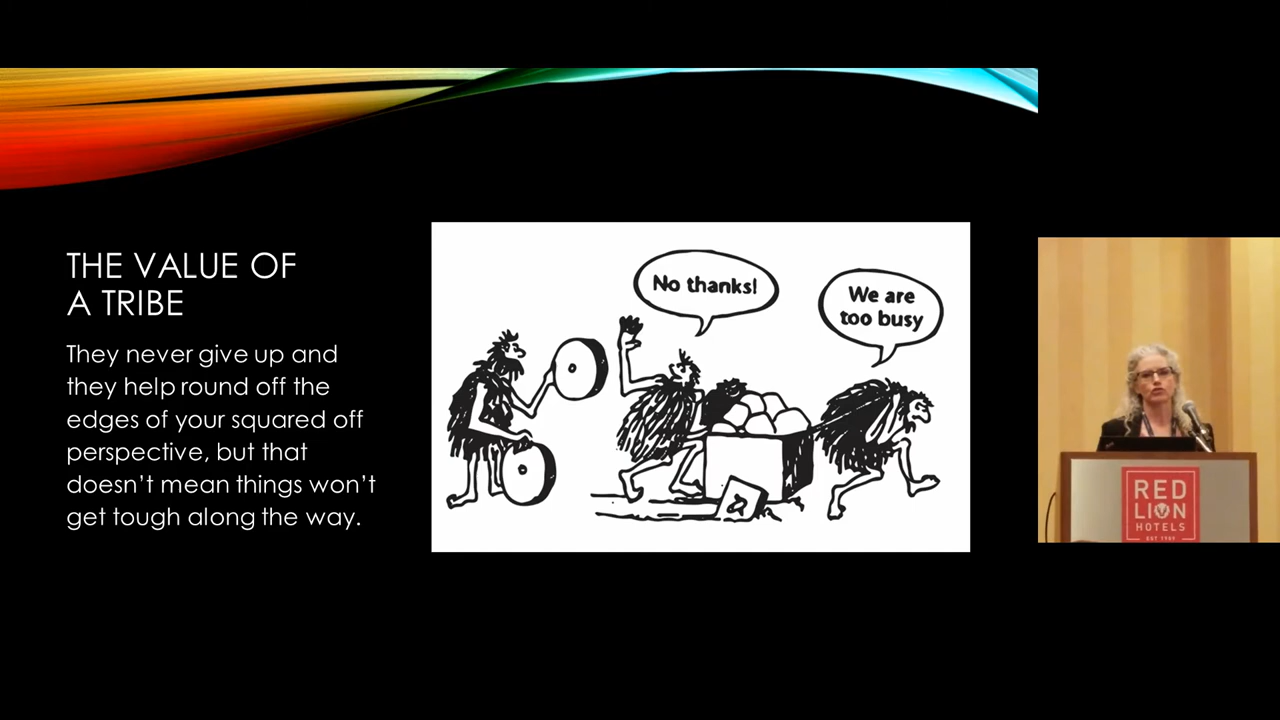 THE VALUE OF
A TRIBE
They never give up and
they help round off the
edges of your squared off
perspective, but that
doesn't mean things won't
get tough along the way.
No thanks!
We are
too busy
RED
LION
HOTELS
EST 1959